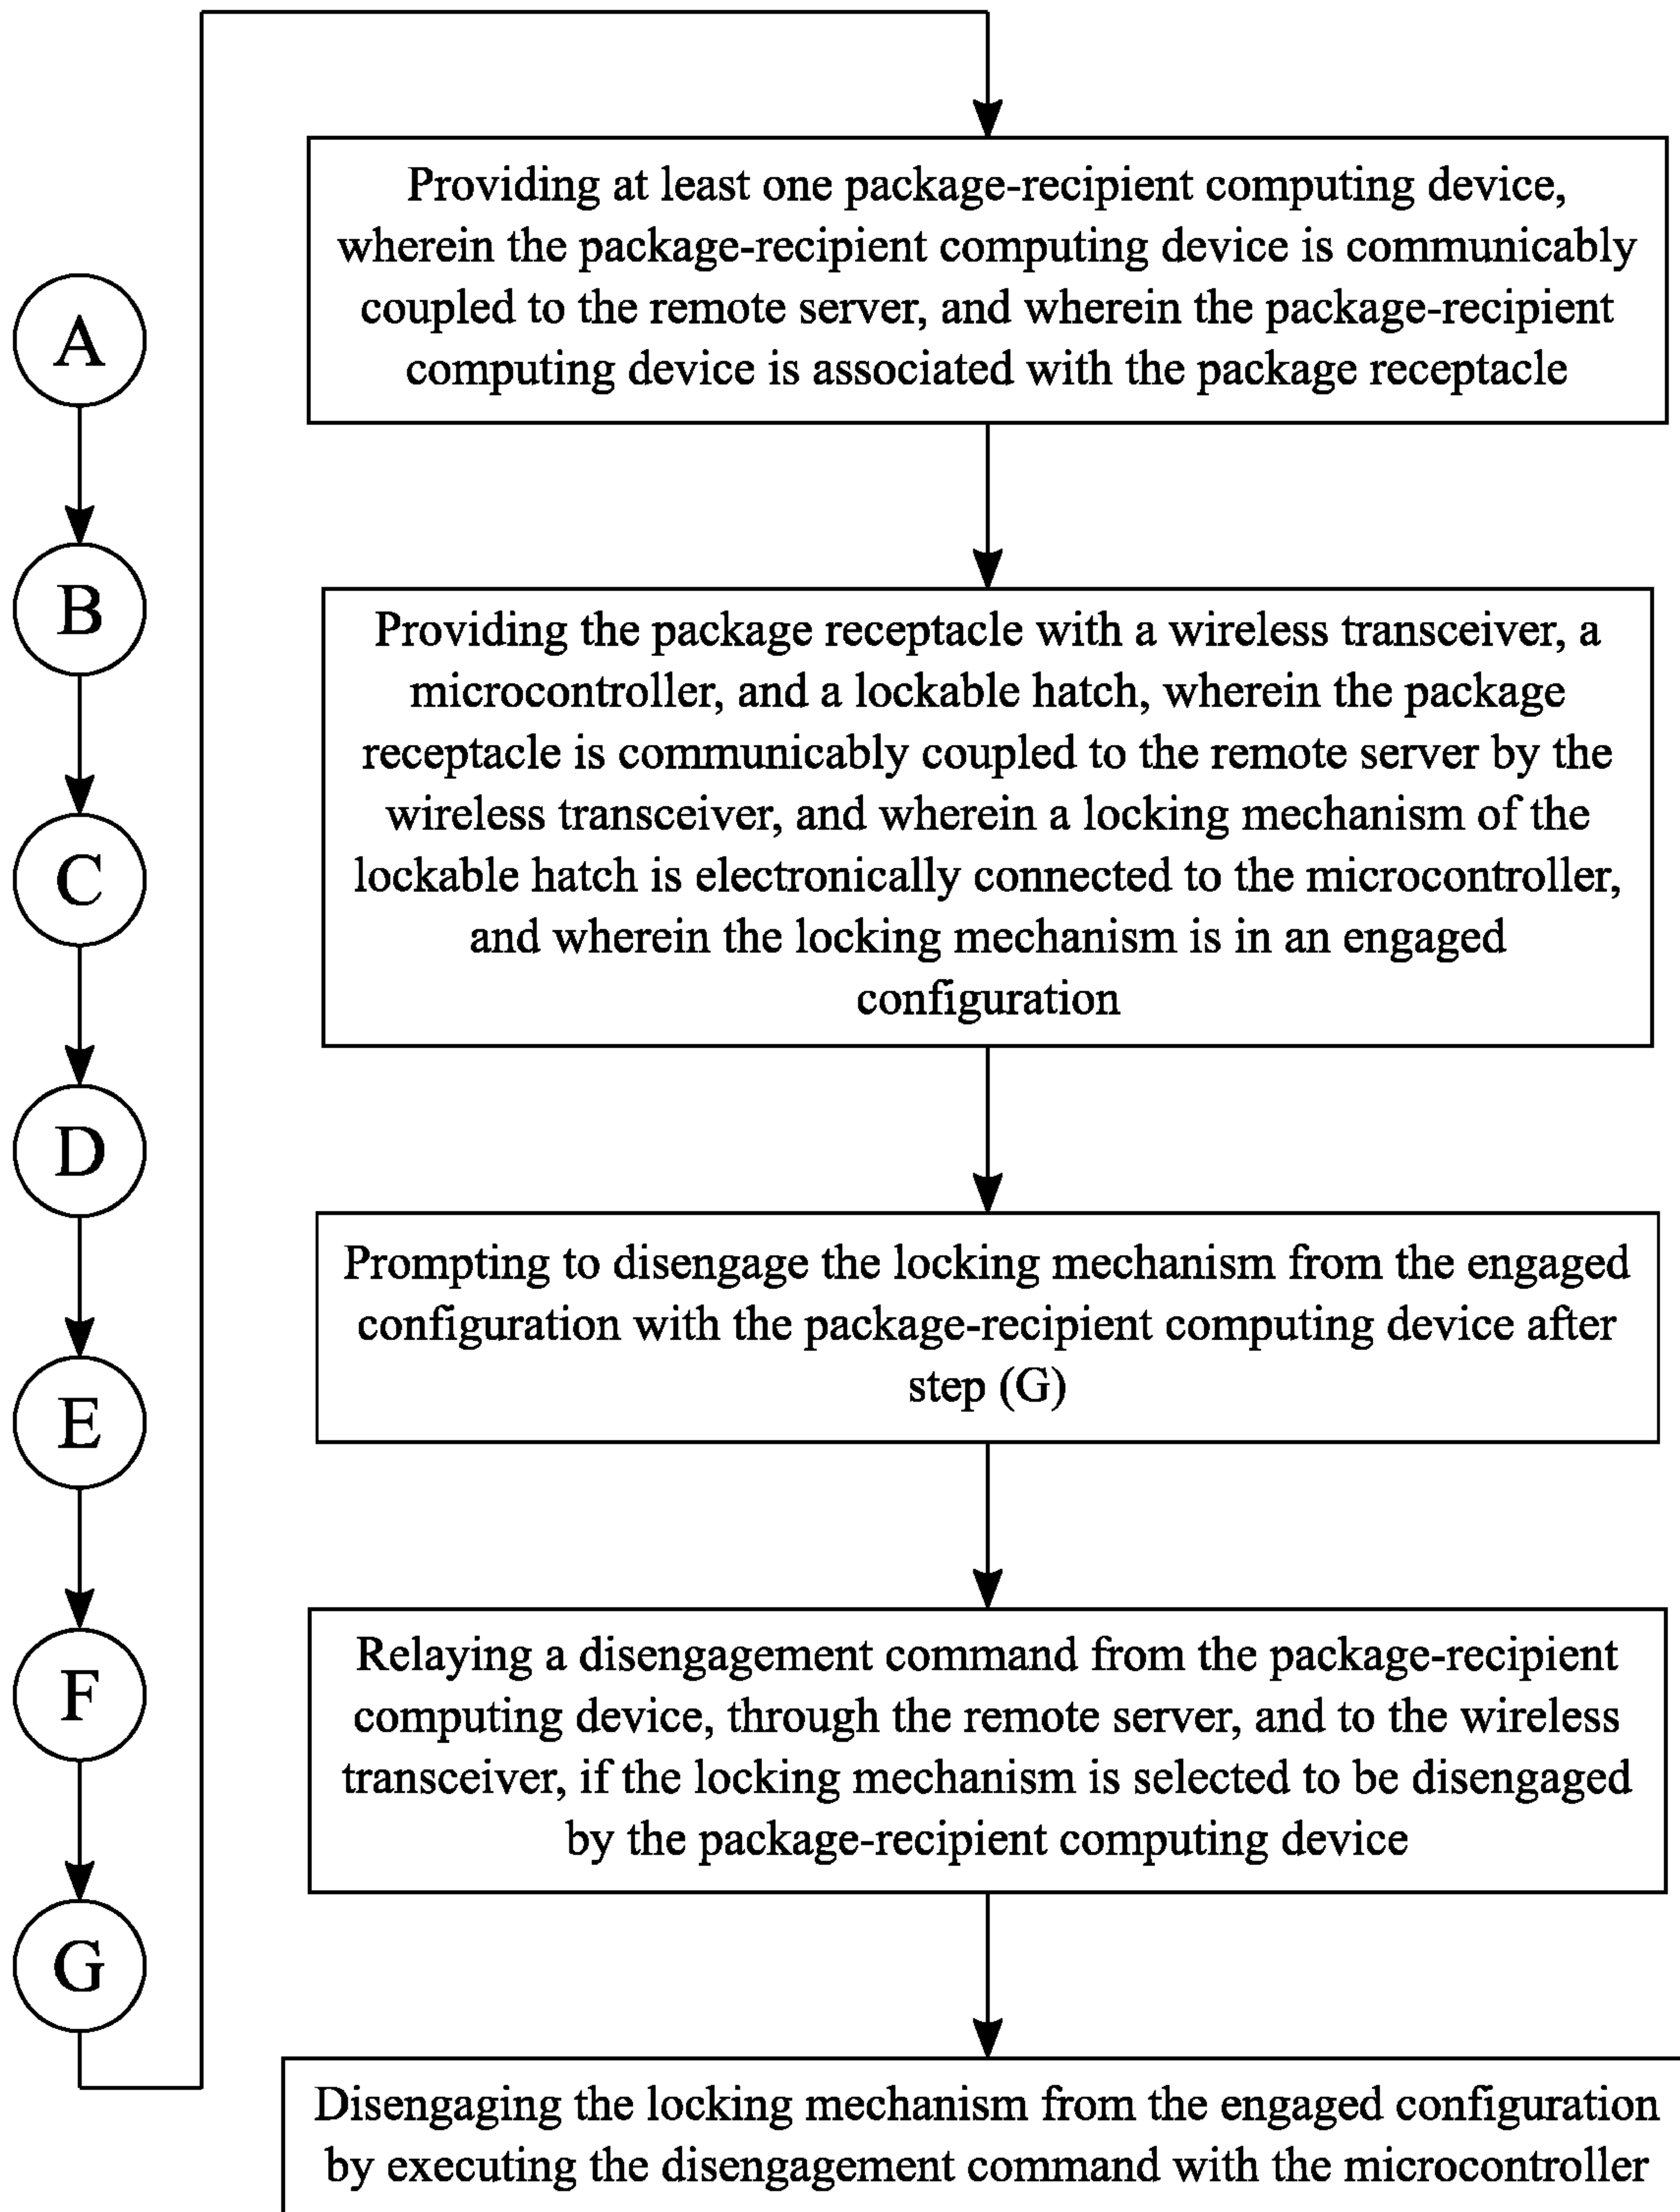 A
B
C
D
E
F
G
Providing at least one package-recipient computing device,
wherein the package-recipient computing device is communicably
coupled to the remote server, and wherein the package-recipient
computing device is associated with the package receptacle
Providing the package receptacle with a wireless transceiver, a
microcontroller, and a lockable hatch, wherein the package
receptacle is communicably coupled to the remote server by the
wireless transceiver, and wherein a locking mechanism of the
lockable hatch is electronically connected to the microcontroller,
and wherein the locking mechanism is in an engaged
configuration
Prompting to disengage the locking mechanism from the engaged
configuration with the package-recipient computing device after
step (G)
Relaying a disengagement command from the package-recipient
computing device, through the remote server, and to the wireless
transceiver, if the locking mechanism is selected to be disengaged
by the package-recipient computing device
Disengaging the locking mechanism from the engaged configuration
by executing the disengagement command with the microcontroller